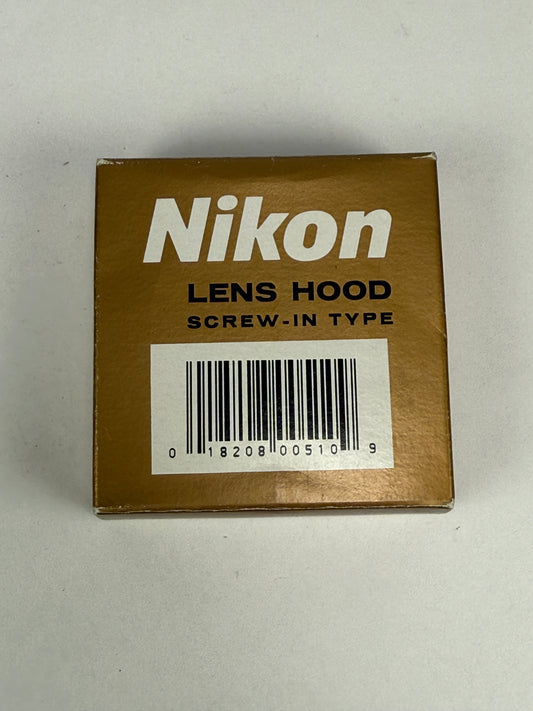 Nikon
LENS HOOD
SCREW-IN TYPE
0 18208 00510 9